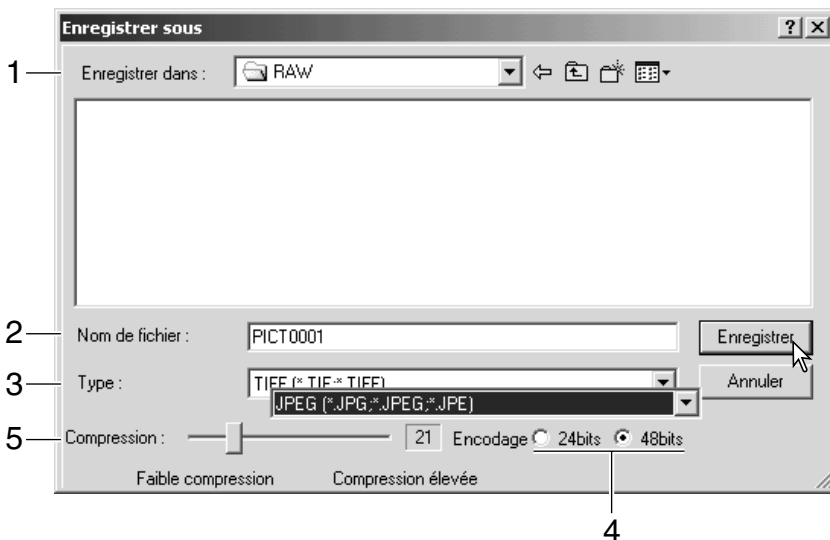 Enregistrer sous
1 Enregistrer dans : RAW
2 Nom de fichier : PICT0001 Enregistrer
3 Type : TIFF (*.TIF;*.TIFF) Annuler
JPEG (*.JPG;*.JPEG;*.JPE)
5 Compression : 21 Encodage 24bits 48bits
Faible compression Compression élevée
4